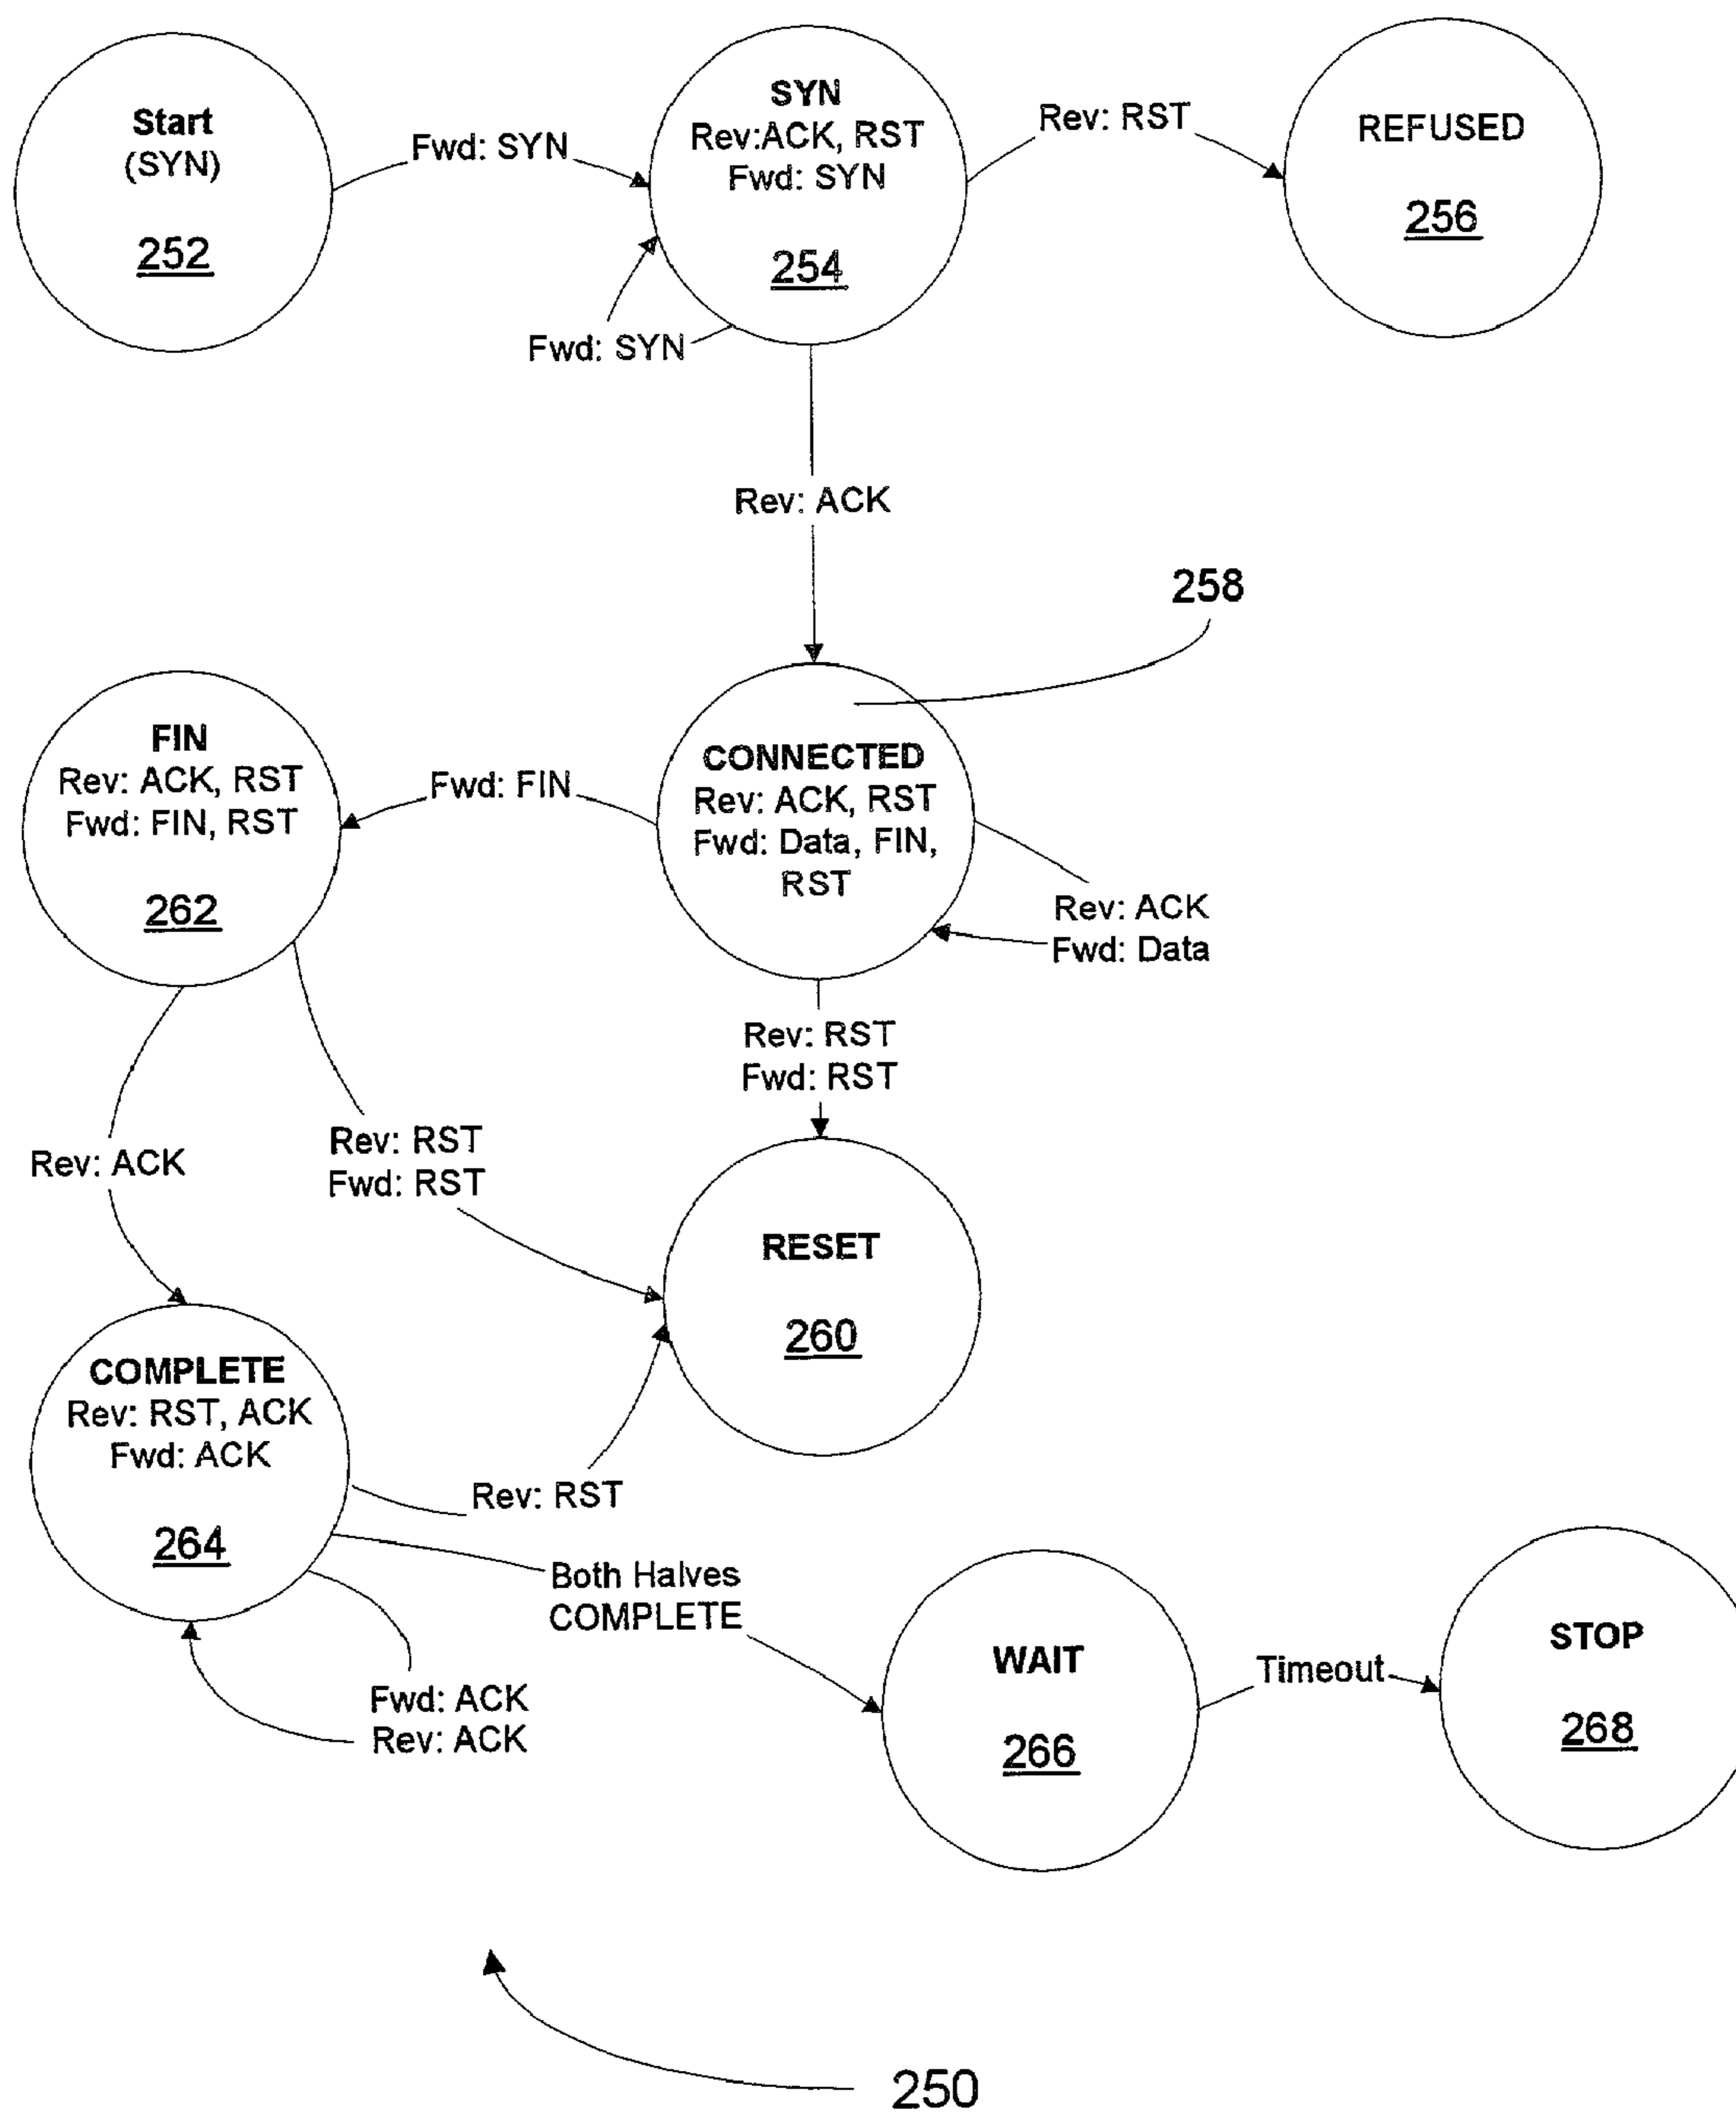 Start
(SYN)
252
Fwd: SYN
SYN
Rev:ACK, RST
Fwd: SYN
254
Rev: RST
REFUSED
256
Fwd: SYN
Rev: ACK
258
FIN
Rev: ACK, RST
Fwd: FIN, RST
262
Fwd: FIN
CONNECTED
Rev: ACK, RST
Fwd: Data, FIN,
RST
Rev: ACK
Fwd: Data
Rev: RST
Fwd: RST
Rev: ACK
Rev: RST
Fwd: RST
RESET
260
COMPLETE
Rev: RST, ACK
Fwd: ACK
264
Rev: RST
Both Halves
COMPLETE
Fwd: ACK
Rev: ACK
WAIT
266
Timeout
STOP
268
250